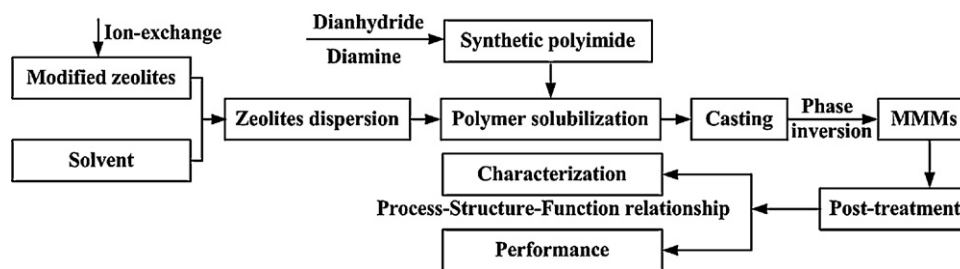 Ion-exchange
Dianhydride
Diamine
Synthetic polyimide
Modified zeolites
Solvent
Zeolites dispersion
Polymer solubilization
Casting
Phase
inversion
MMMs
Characterization
Process-Structure-Function relationship
Post-treatment
Performance